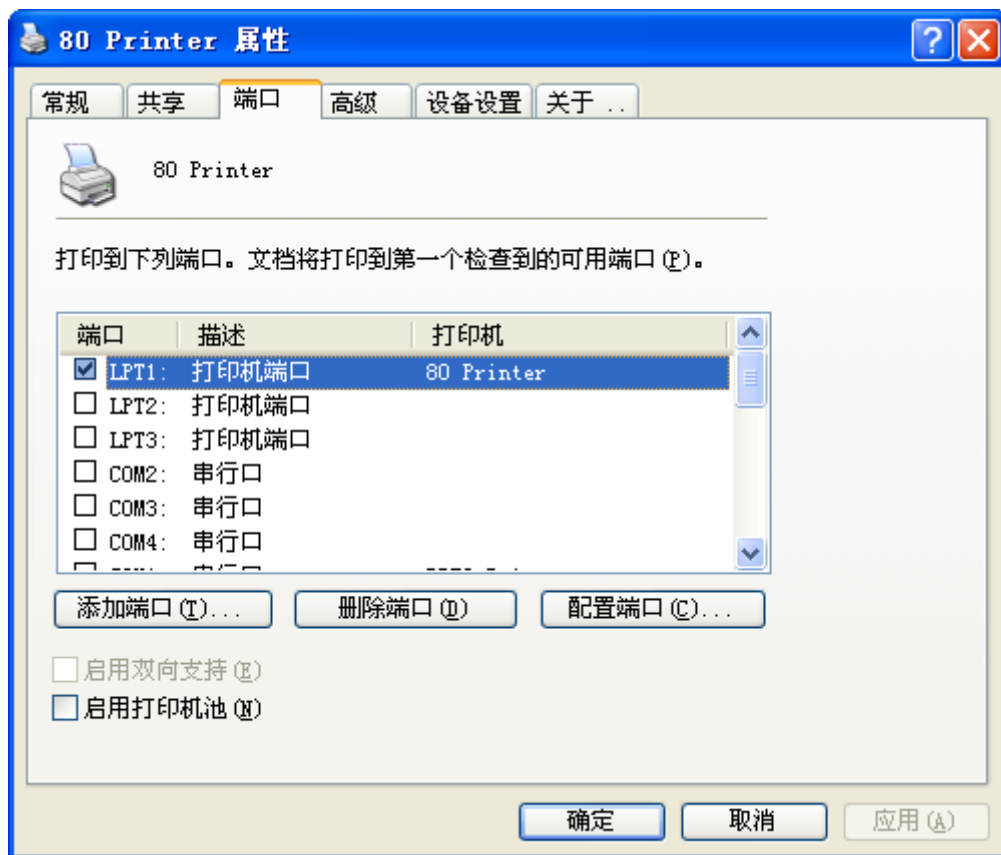 80 Printer 属性
常规 共享 端口 高级 设备设置 关于 ..
80 Printer
打印到下列端口。文档将打印到第一个检查到的可用端口(P)。
端口 描述 打印机
LPT1: 打印机端口 80 Printer
LPT2: 打印机端口
LPT3: 打印机端口
COM2: 串行口
COM3: 串行口
COM4: 串行口
添加端口(T)... 删除端口(D) 配置端口(C)...
启用双向支持(E)
启用打印机池(N)
确定 取消 应用(A)